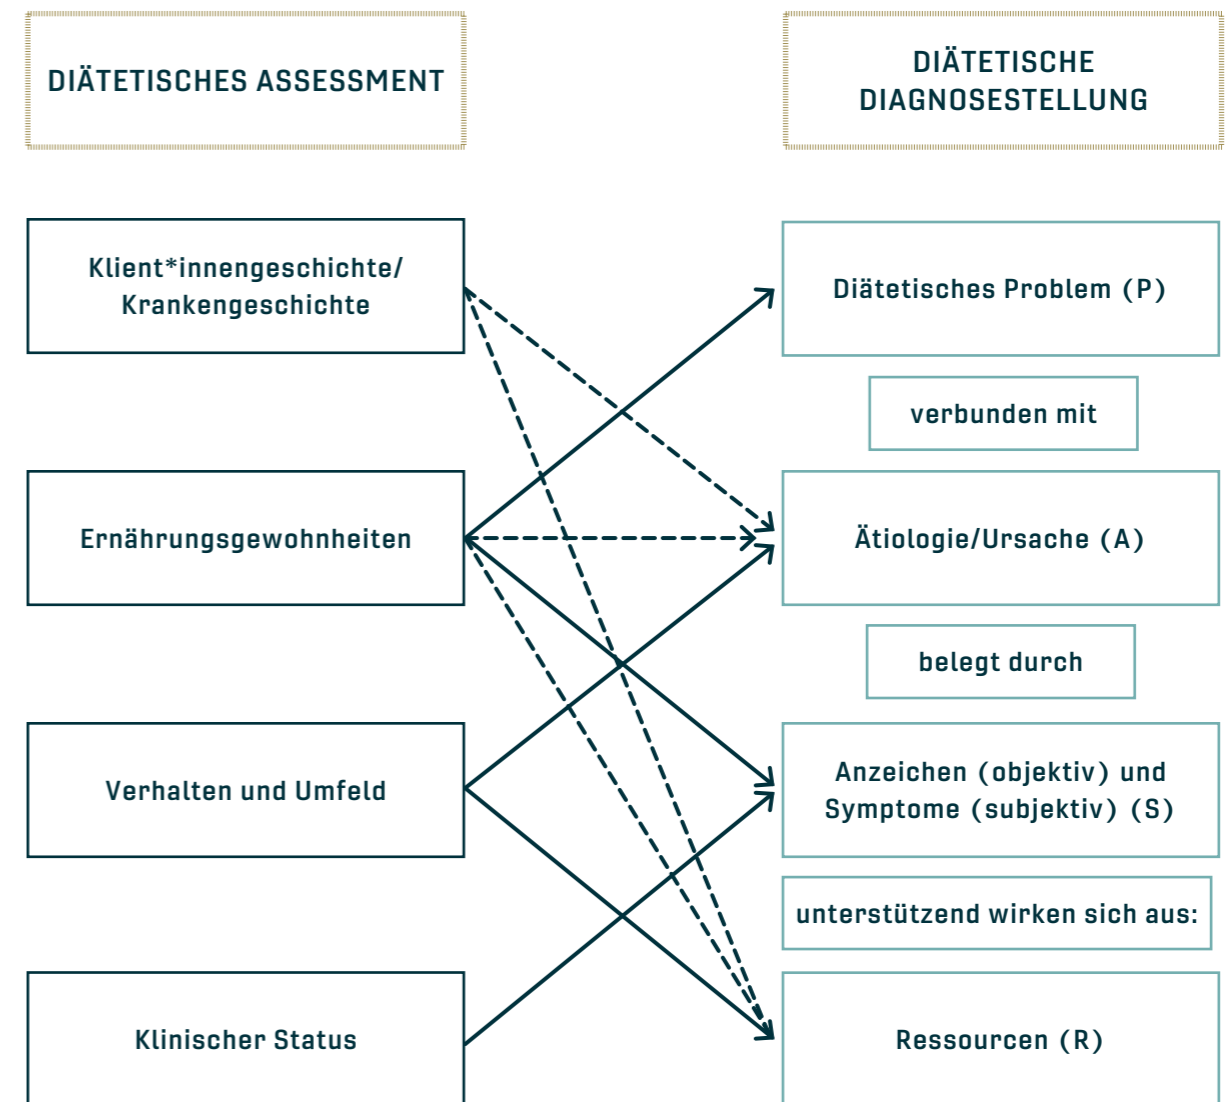 DIÄTETISCHES ASSESSMENT
DIÄTETISCHE
DIAGNOSESTELLUNG
Klient*innengeschichte/
Krankengeschichte
Diätetisches Problem (P)
verbunden mit
Ernährungsgewohnheiten
Ätiologie/Ursache (A)
belegt durch
Verhalten und Umfeld
Anzeichen (objektiv) und
Symptome (subjektiv) (S)
unterstützend wirken sich aus:
Klinischer Status
Ressourcen (R)